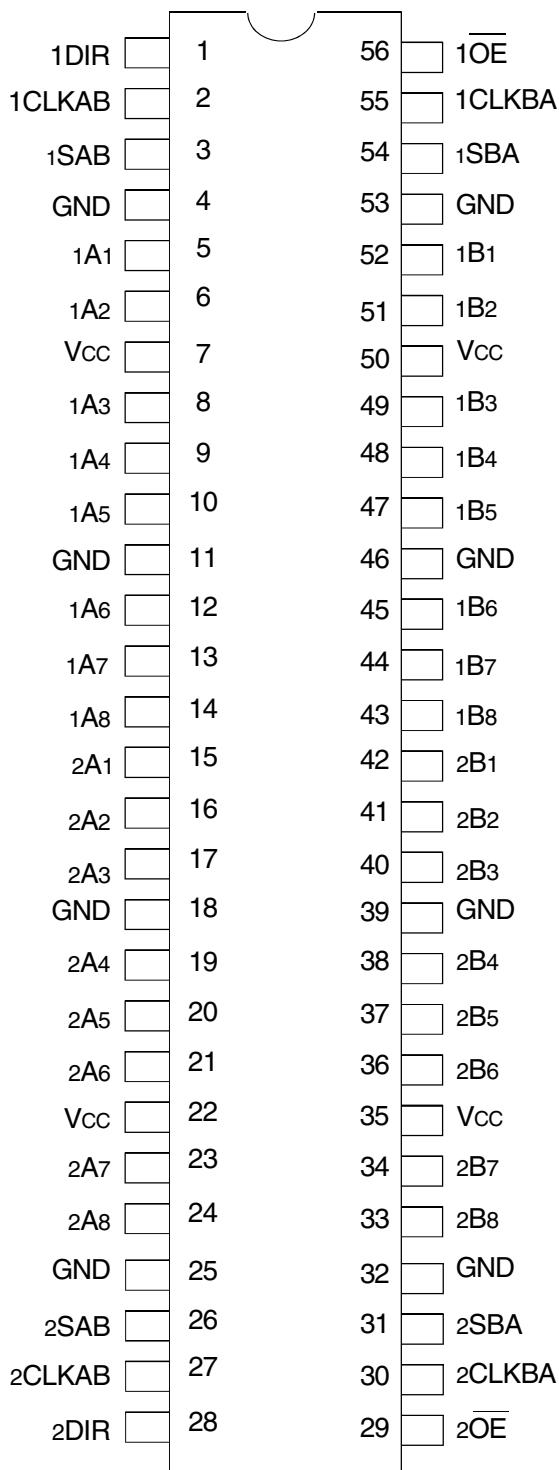 1DIR 1 56 1O̅E̅
1CLKAB 2 55 1CLKBA
1SAB 3 54 1SBA
GND 4 53 GND
1A1 5 52 1B1
1A2 6 51 1B2
VCC 7 50 VCC
1A3 8 49 1B3
1A4 9 48 1B4
1A5 10 47 1B5
GND 11 46 GND
1A6 12 45 1B6
1A7 13 44 1B7
1A8 14 43 1B8
2A1 15 42 2B1
2A2 16 41 2B2
2A3 17 40 2B3
GND 18 39 GND
2A4 19 38 2B4
2A5 20 37 2B5
2A6 21 36 2B6
VCC 22 35 VCC
2A7 23 34 2B7
2A8 24 33 2B8
GND 25 32 GND
2SAB 26 31 2SBA
2CLKAB 27 30 2CLKBA
2DIR 28 29 2O̅E̅